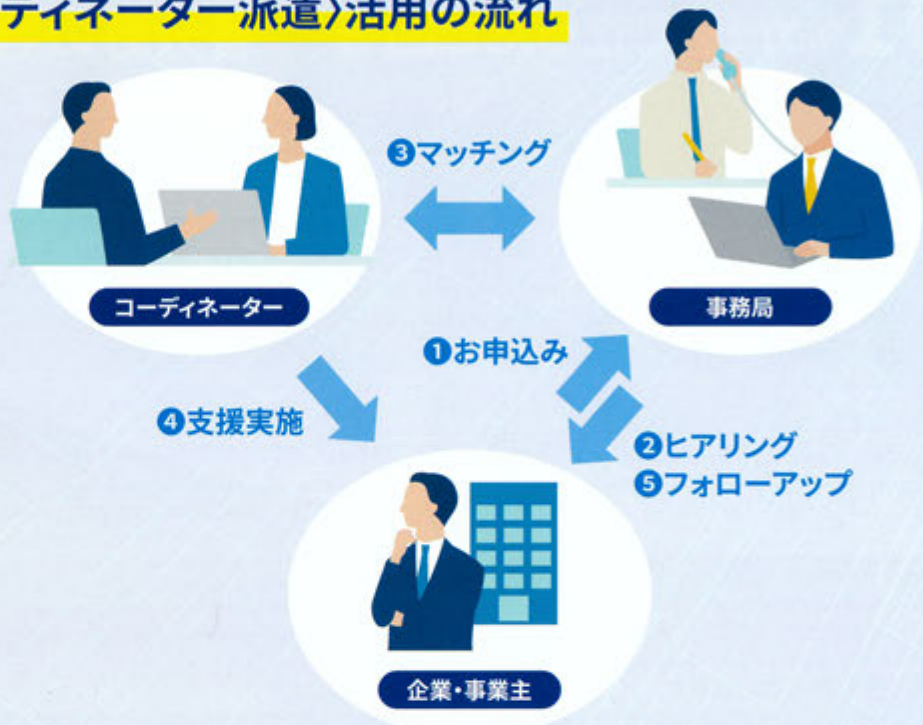 ディネーター派遣〉活用の流れ
❸マッチング
コーディネーター
事務局
❶お申込み
❹支援実施
❷ヒアリング
❺フォローアップ
企業・事業主